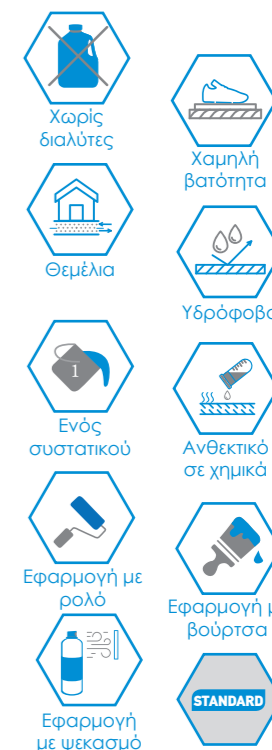 Χωρίς
διαλύτες
Χαμηλή
βατότητα
Θεμέλια
1
Ενός
συστατικού
Ανθεκτικό
σε χημικά
Εφαρμογή με
ρολό
Εφαρμογή
βούρτσα
STANDARD
Εφαρμογή
με ψεκασμό